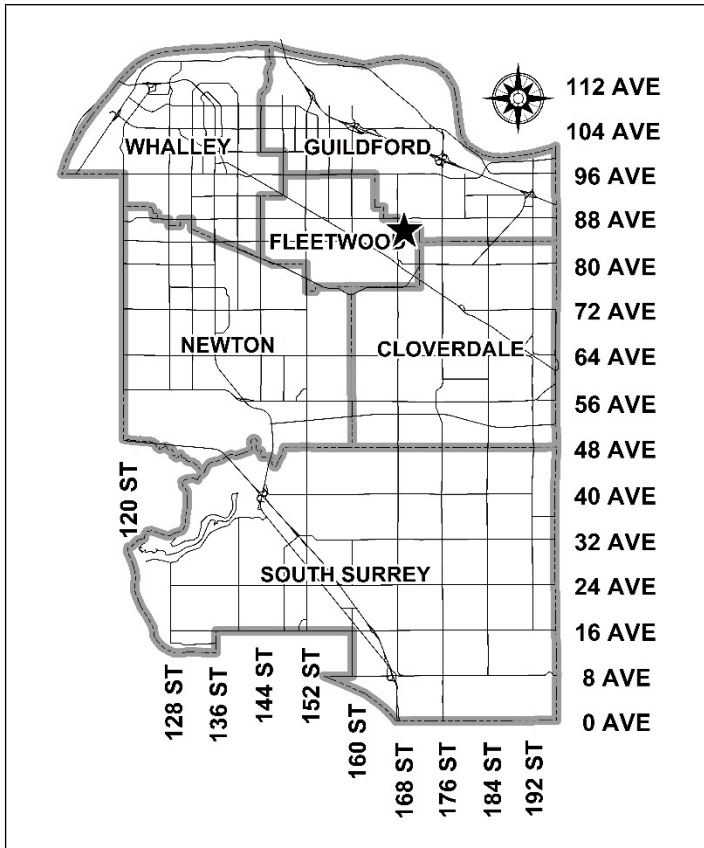 112 AVE
104 AVE
WHALLEY
GUILDFORD
96 AVE
88 AVE
FLEETWOOD
80 AVE
72 AVE
NEWTON
CLOVERDALE
64 AVE
56 AVE
48 AVE
120 ST
40 AVE
32 AVE
SOUTH SURREY
24 AVE
16 AVE
8 AVE
0 AVE
128 ST
136 ST
144 ST
152 ST
160 ST
168 ST
176 ST
184 ST
192 ST